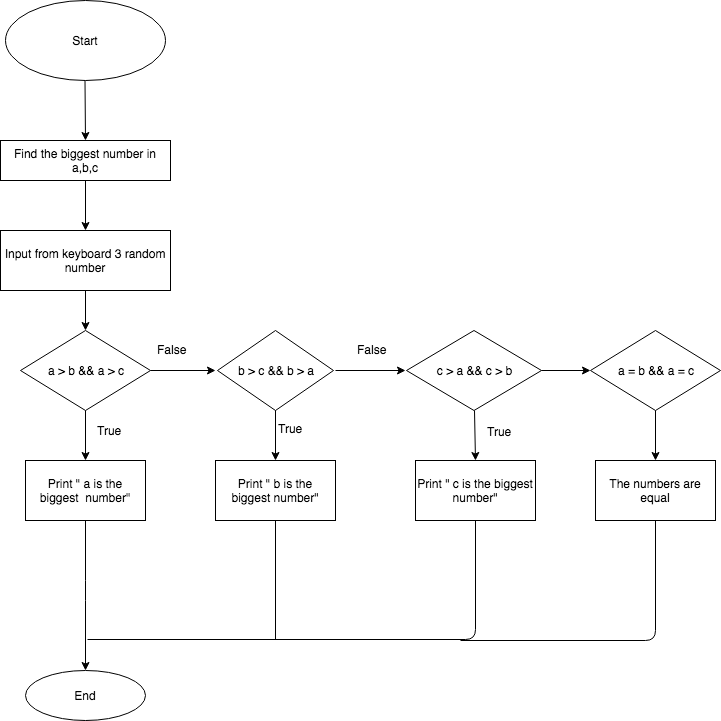 Start
Find the biggest number in
a,b,c
Input from keyboard 3 random
number
a > b && a > c
False
b > c && b > a
False
c > a && c > b
a = b && a = c
True
True
True
Print " a is the
biggest  number"
Print " b is the
biggest number"
Print " c is the biggest
number"
The numbers are
equal
End